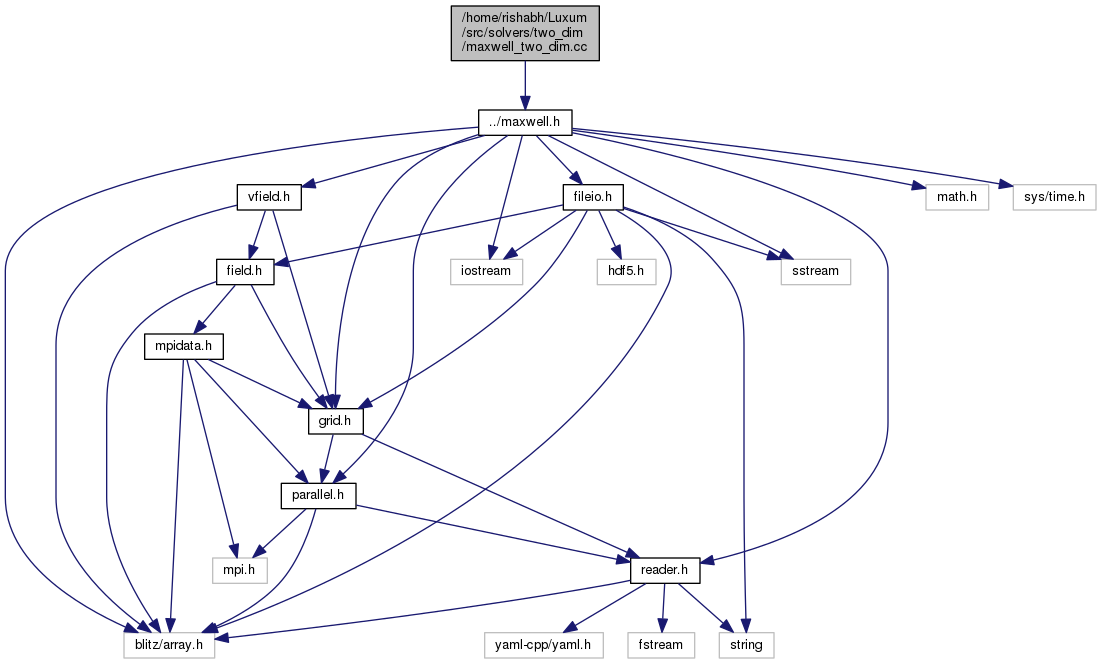 /home/rishabh/Luxum
/src/solvers/two_dim
/maxwell_two_dim.cc
../maxwell.h
vfield.h
fileio.h
math.h
sys/time.h
field.h
iostream
hdf5.h
sstream
mpidata.h
grid.h
parallel.h
mpi.h
reader.h
blitz/array.h
yaml-cpp/yaml.h
fstream
string